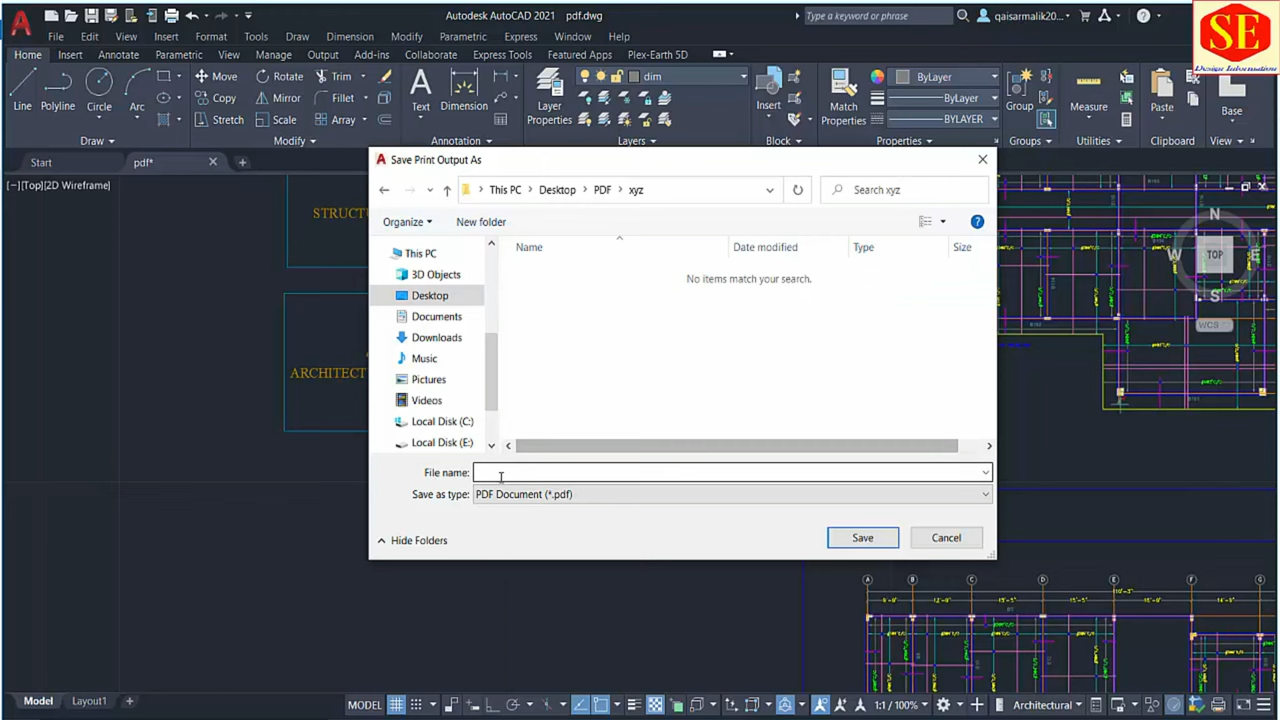 Autodesk AutoCAD 2021 pdf.dwg
Type a keyword or phrase
qaisarmalik20...
SE
Design Information
File Edit View Insert Format Tools Draw Dimension Modify Parametric Express Window Help
Home Insert Annotate Parametric View Manage Output Add-ins Collaborate Express Tools Featured Apps Plex-Earth 5D
Line Polyline Circle Arc
Move Rotate Trim
Copy Mirror Fillet
Stretch Scale Array
Text Dimension
Layer Properties
dim
Insert
Match Properties
ByLayer
ByLayer
BYLAYER
Group
Measure
Paste
Base
Draw Modify Annotation Layers Block Properties Groups Utilities Clipboard View
Start pdf*
[−][Top][2D Wireframe]
STRUCTU
ARCHITECT
Save Print Output As
This PC Desktop PDF xyz
Search xyz
Organize New folder
Name Date modified Type Size
No items match your search.
This PC
3D Objects
Desktop
Documents
Downloads
Music
Pictures
Videos
Local Disk (C:)
Local Disk (E:)
File name:
Save as type: PDF Document (*.pdf)
Hide Folders
Save Cancel
N
W TOP E
S
WCS
A B C D E F G
Model Layout1
MODEL
1:1 / 100%
Architectural